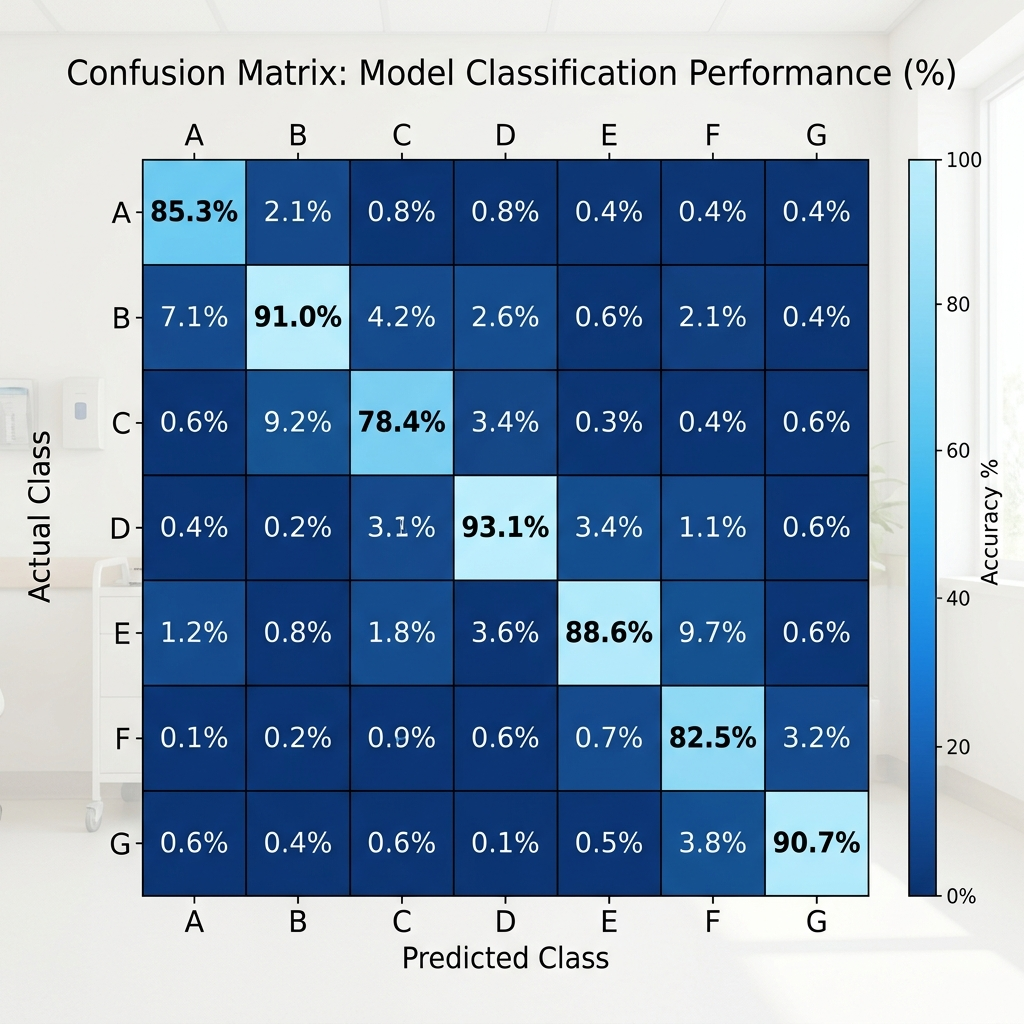 Confusion Matrix: Model Classification Performance (%)
A B C D E F G
A 85.3% 2.1% 0.8% 0.8% 0.4% 0.4% 0.4%
B 7.1% 91.0% 4.2% 2.6% 0.6% 2.1% 0.4%
C 0.6% 9.2% 78.4% 3.4% 0.3% 0.4% 0.6%
D 0.4% 0.2% 3.1% 93.1% 3.4% 1.1% 0.6%
E 1.2% 0.8% 1.8% 3.6% 88.6% 9.7% 0.6%
F 0.1% 0.2% 0.9% 0.6% 0.7% 82.5% 3.2%
G 0.6% 0.4% 0.6% 0.1% 0.5% 3.8% 90.7%
A B C D E F G
Predicted Class
Actual Class
100
80
60
40
20
0%
Accuracy %